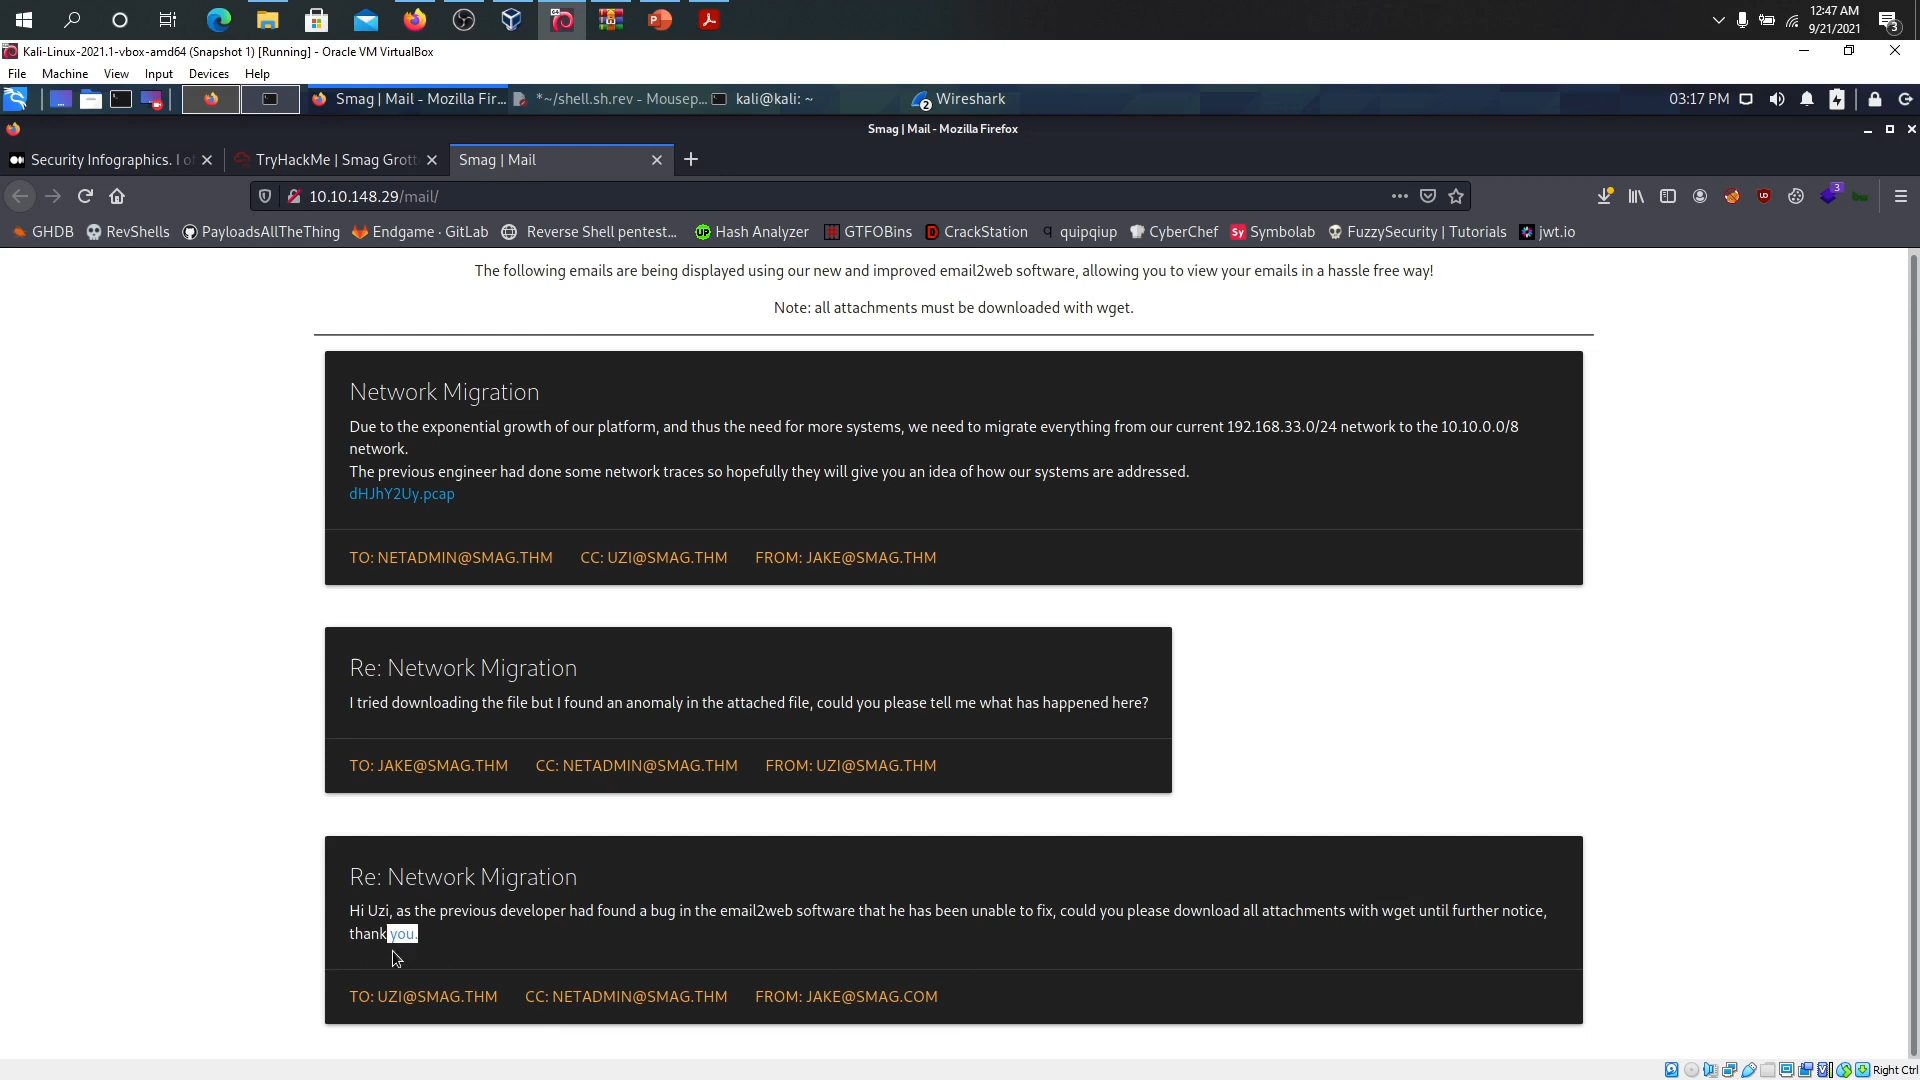 12:47 AM
9/21/2021
3
Kali-Linux-2021.1-vbox-amd64 (Snapshot 1) [Running] - Oracle VM VirtualBox
File Machine View Input Devices Help
Smag | Mail - Mozilla Fir... *~/shell.sh.rev - Mousep... kali@kali: ~ 2 Wireshark 03:17 PM
Smag | Mail - Mozilla Firefox
Security Infographics. I of TryHackMe | Smag Grott Smag | Mail
10.10.148.29/mail/ 3
GHDB RevShells PayloadsAllTheThing Endgame · GitLab Reverse Shell pentest... Hash Analyzer GTFOBins CrackStation quipqiup CyberChef Symbolab FuzzySecurity | Tutorials jwt.io
The following emails are being displayed using our new and improved email2web software, allowing you to view your emails in a hassle free way!
Note: all attachments must be downloaded with wget.
Network Migration
Due to the exponential growth of our platform, and thus the need for more systems, we need to migrate everything from our current 192.168.33.0/24 network to the 10.10.0.0/8
network.
The previous engineer had done some network traces so hopefully they will give you an idea of how our systems are addressed.
dHJhY2Uy.pcap
TO: NETADMIN@SMAG.THM CC: UZI@SMAG.THM FROM: JAKE@SMAG.THM
Re: Network Migration
I tried downloading the file but I found an anomaly in the attached file, could you please tell me what has happened here?
TO: JAKE@SMAG.THM CC: NETADMIN@SMAG.THM FROM: UZI@SMAG.THM
Re: Network Migration
Hi Uzi, as the previous developer had found a bug in the email2web software that he has been unable to fix, could you please download all attachments with wget until further notice,
thank you.
TO: UZI@SMAG.THM CC: NETADMIN@SMAG.THM FROM: JAKE@SMAG.COM
Right Ctrl